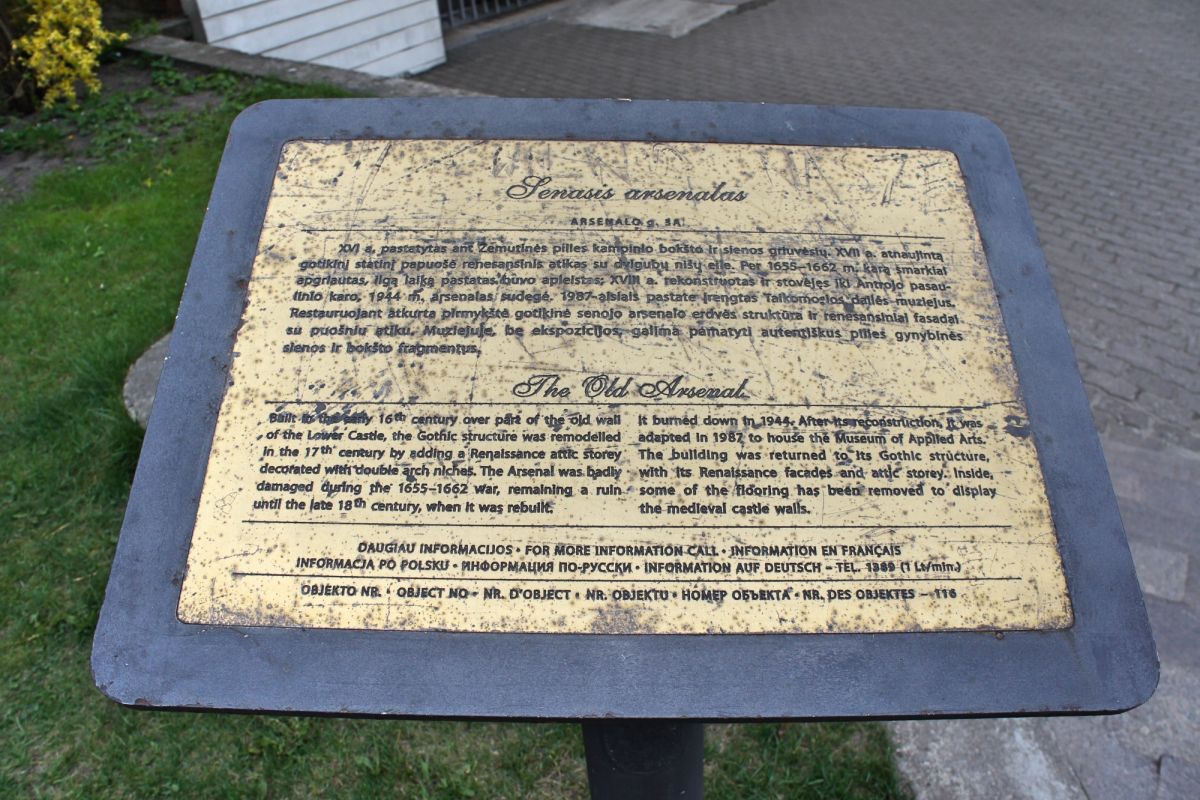 Senasis arsenalas
ARSENALO g. 3A
XVI a. pastatytas ant Žemutinės pilies kampinio bokšto ir sienos griuvėsių. XVII a. atnaujintą
gotikinį statinį papuošė renesansinis atikas su dvigubų nišų eile. Per 1655–1662 m. karą smarkiai
apgriautas, ilgą laiką pastatas buvo apleistas; XVIII a. rekonstruotas ir stovėjęs iki Antrojo pasau-
linio karo, 1944 m. arsenalas sudegė. 1987-aisiais pastate įrengtas Taikomosios dailės muziejus.
Restauruojant atkurta pirmykštė gotikinė senojo arsenalo erdvės struktūra ir renesansiniai fasadai
su puošniu atiku. Muziejuje, be ekspozicijos, galima pamatyti autentiškus pilies gynybinės
sienos ir bokšto fragmentus.
The Old Arsenal
Built in the early 16th century over part of the old wall
of the Lower Castle, the Gothic structure was remodelled
in the 17th century by adding a Renaissance attic storey
decorated with double arch niches. The Arsenal was badly
damaged during the 1655–1662 war, remaining a ruin
until the late 18th century, when it was rebuilt.
It burned down in 1944. After its reconstruction, it was
adapted in 1987 to house the Museum of Applied Arts.
The building was returned to its Gothic structure,
with its Renaissance facades and attic storey. Inside,
some of the flooring has been removed to display
the medieval castle walls.
DAUGIAU INFORMACIJOS • FOR MORE INFORMATION CALL • INFORMATION EN FRANÇAIS
INFORMACJA PO POLSKU • ИНФОРМАЦИЯ ПО-РУССКИ • INFORMATION AUF DEUTSCH – TEL. 1389 (1 Lt/min.)
OBJEKTO NR. • OBJECT NO • NR. D'OBJECT • NR. OBJEKTU • НОМЕР ОБЪЕКТА • NR. DES OBJEKTES – 116